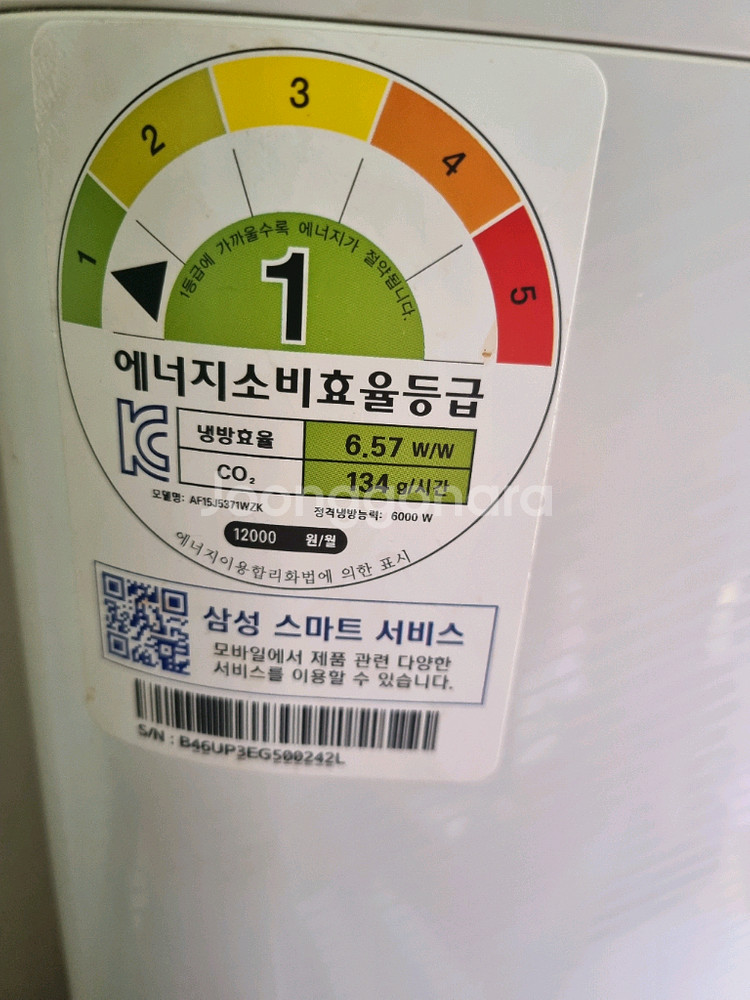 1
2
3
4
5
1등급에 가까울수록 에너지가 절약됩니다.
1
에너지소비효율등급
냉방효율 6.57 W/W
CO₂ 134 g/시간
모델명: AF15J5371WZK 정격냉방능력: 6000 W
12000 원/월
에너지이용합리화법에 의한 표시
삼성 스마트 서비스
모바일에서 제품 관련 다양한
서비스를 이용할 수 있습니다.
S/N : B46UP3EG500242L
Joonggonara